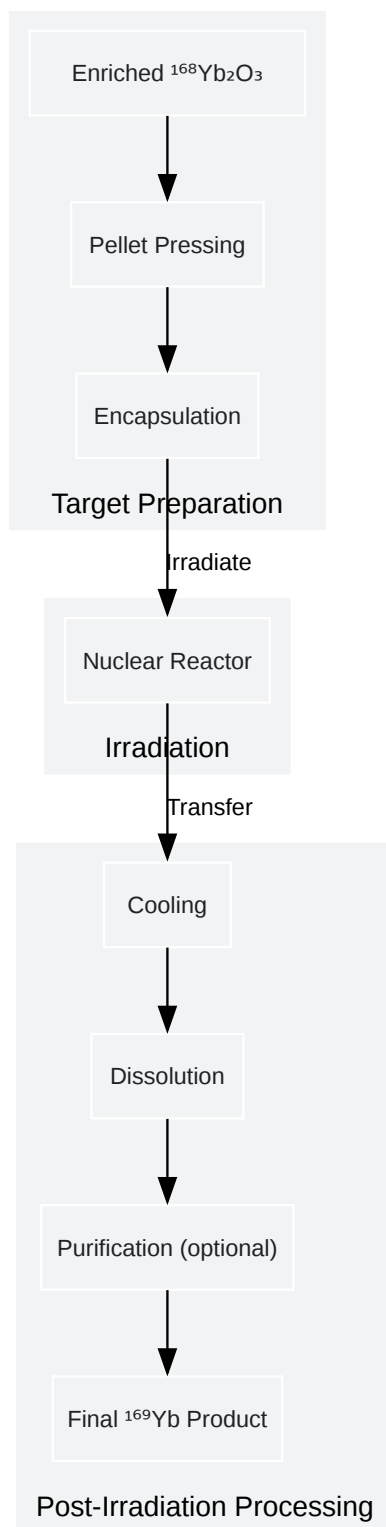 Enriched ¹⁶⁸Yb₂O₃
Pellet Pressing
Encapsulation
Target Preparation
Irradiate
Nuclear Reactor
Irradiation
Transfer
Cooling
Dissolution
Purification (optional)
Final ¹⁶⁹Yb Product
Post-Irradiation Processing